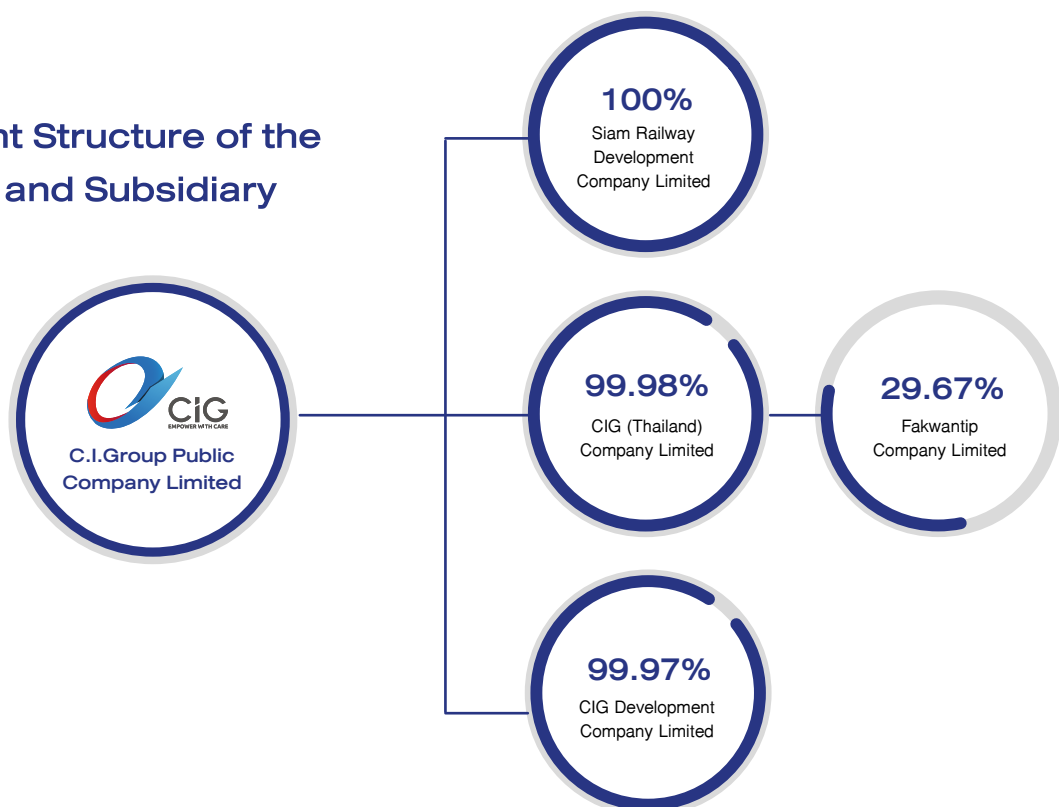 nt Structure of the
and Subsidiary
CiG
EMPOWER WITH CARE
C.I.Group Public
Company Limited
100%
Siam Railway
Development
Company Limited
99.98%
CIG (Thailand)
Company Limited
29.67%
Fakwantip
Company Limited
99.97%
CIG Development
Company Limited